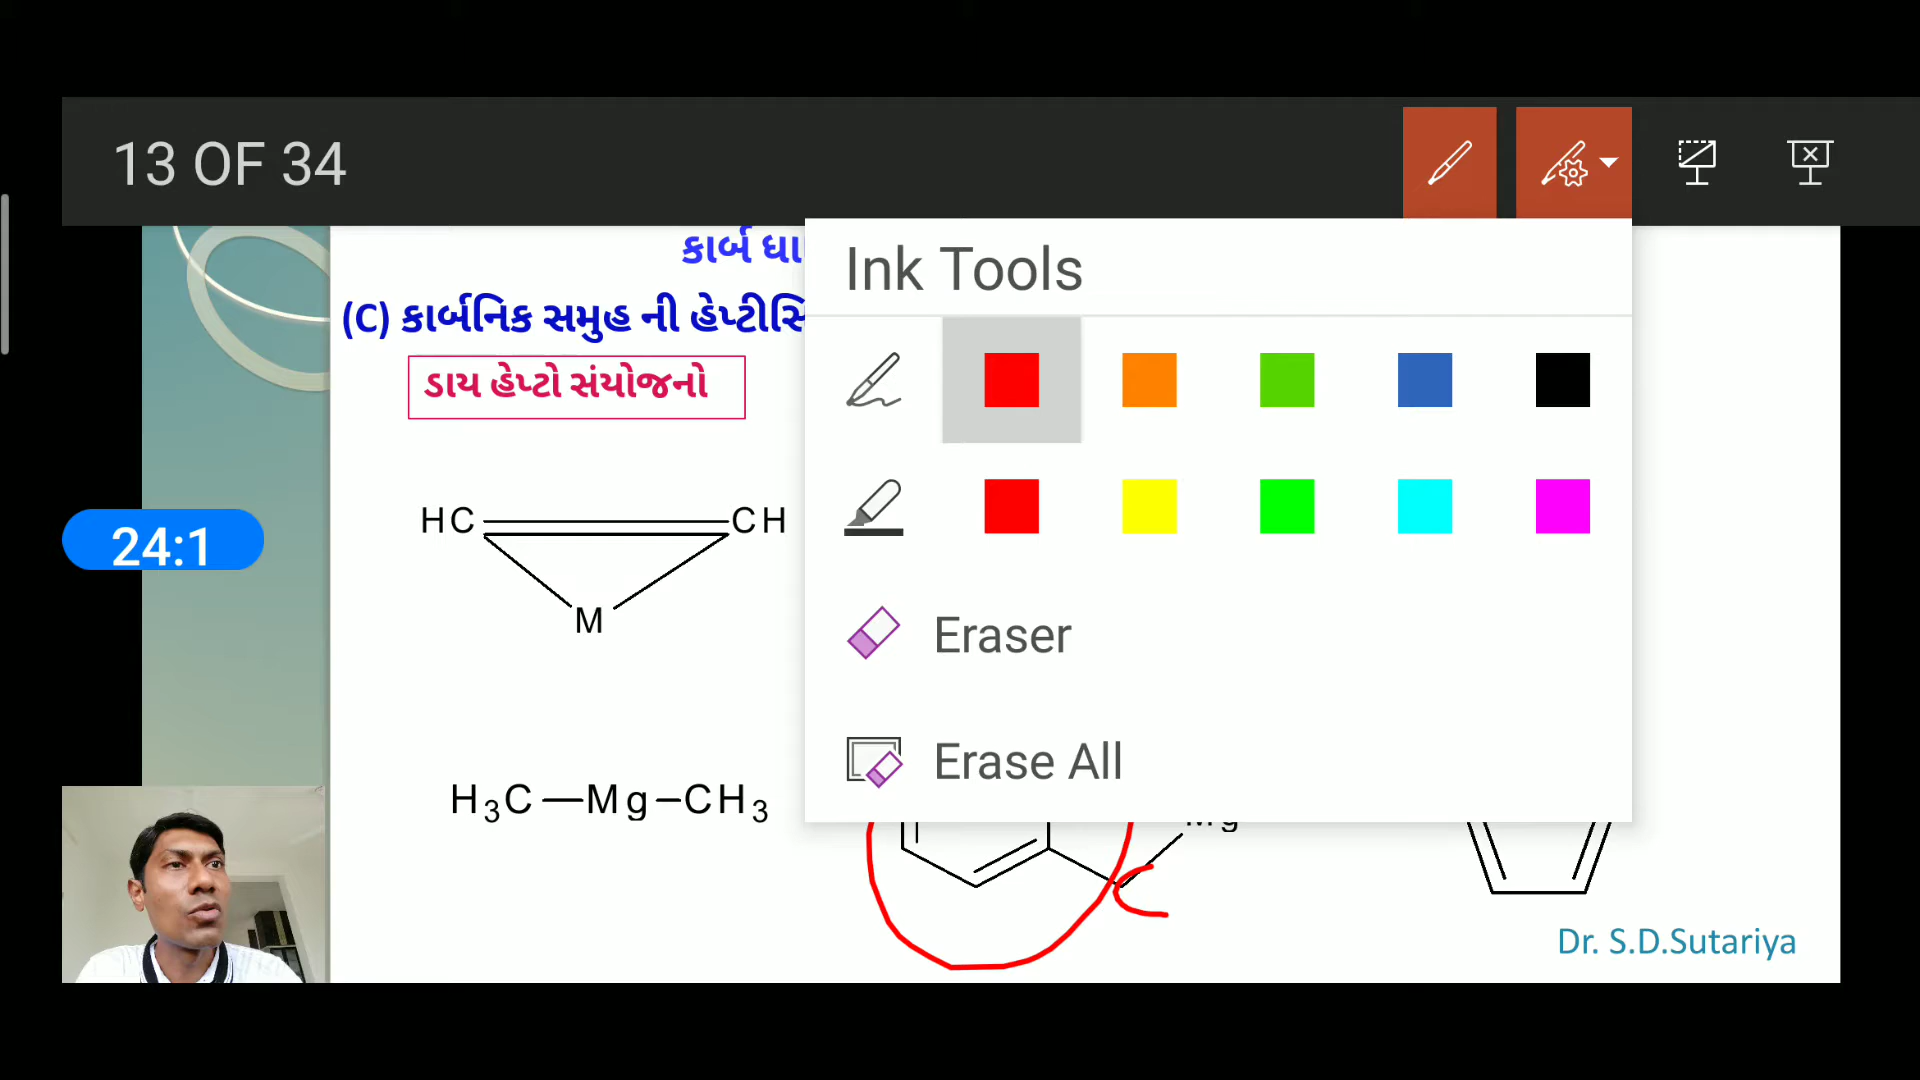 13 OF 34
કાર્બ
(C) કાર્બનિક સમુહ ની
ડાય હેપ્ટો સંયોજનો
Ink Tools
HC CH
M
24:1
Eraser
Erase All
H3C—Mg–CH3
Dr. S.D.Sutariya